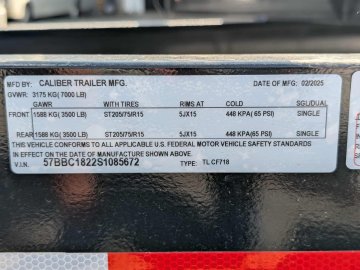 MFD BY: CALIBER TRAILER MFG. DATE OF MFG: 02/2025
GVWR: 3175 KG( 7000 LB)
GAWR TIRES RIMS AT COLD SGL/DUAL
FRONT 1588 KG( 3500 LB) ST205/75/R15 5JX15 448 KPA( 65 PSI) SINGLE
REAR 1588 KG( 3500 LB) ST205/75/R15 5JX15 448 KPA(65 PSI) SINGLE
THIS VEHICLE CONFORMS TO ALL APPLICABLE U.S. FEDERAL MOTOR VEHICLE SAFETY STANDARDS
IN EFFECT ON THE DATE OF MANUFACTURE SHOWN ABOVE.
V.I.N. 57BBC1822S1085672 TYPE: TL CF718